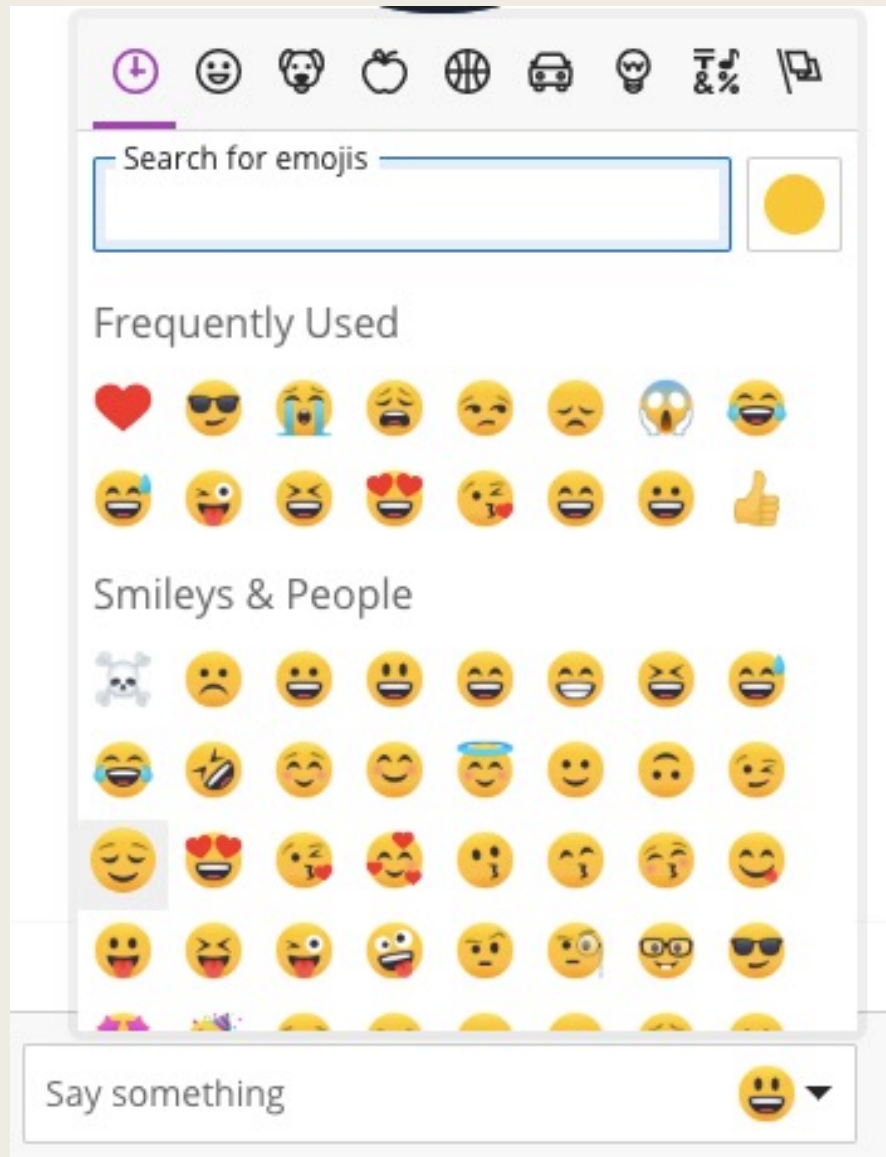 Search for emojis
Frequently Used
Smileys & People
Say something